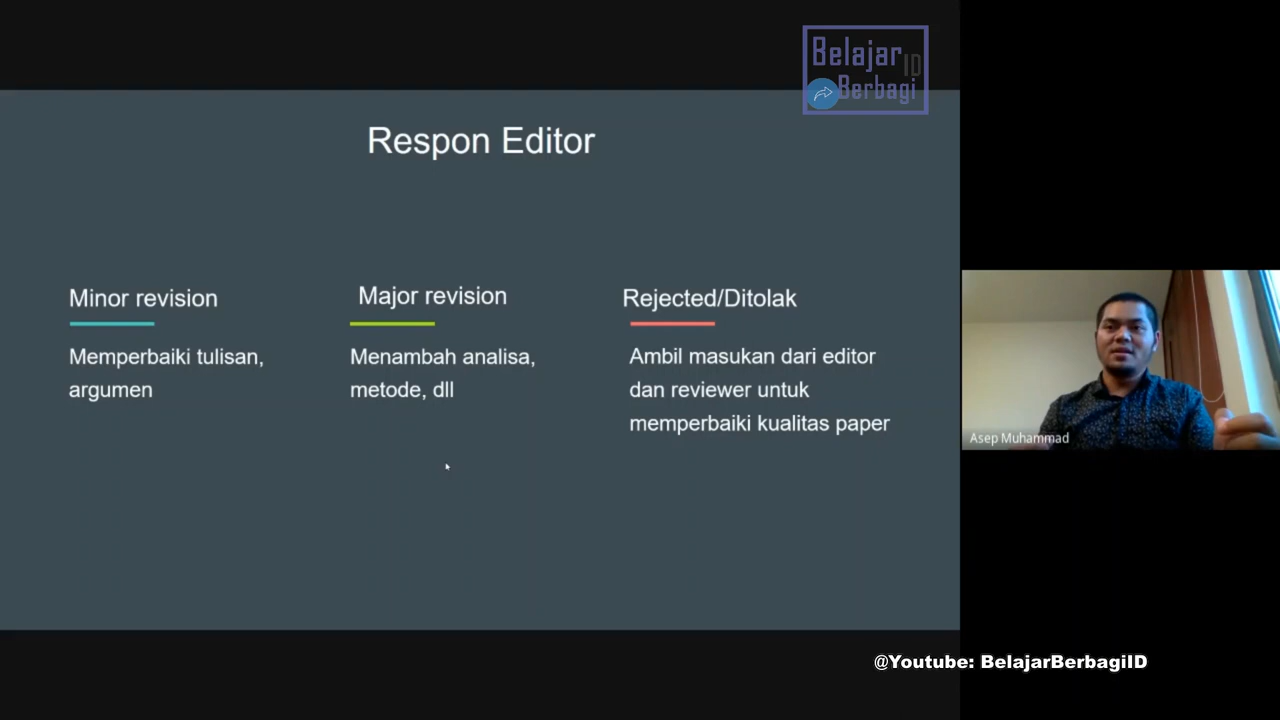 Belajar
ID
Berbagi
Respon Editor
Minor revision
Memperbaiki tulisan,
argumen
Major revision
Menambah analisa,
metode, dll
Rejected/Ditolak
Ambil masukan dari editor
dan reviewer untuk
memperbaiki kualitas paper
Asep Muhammad
@Youtube: BelajarBerbagiID